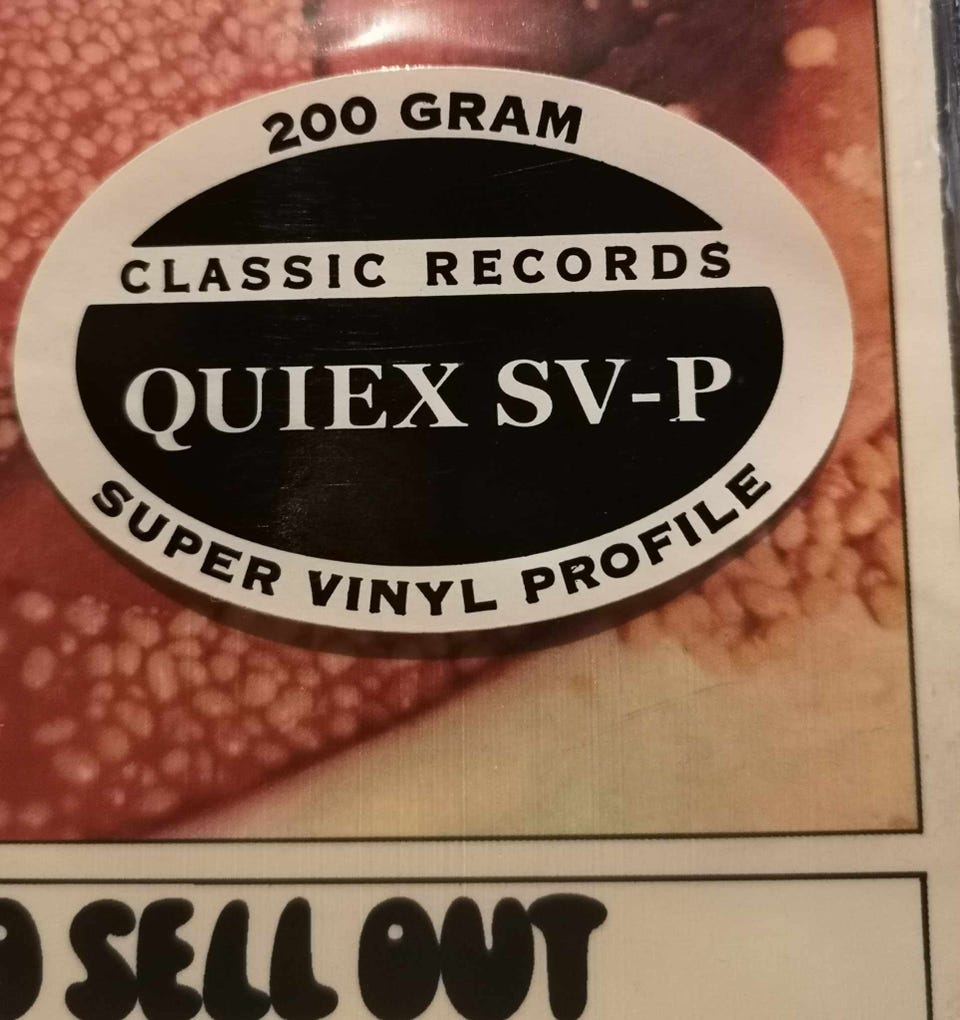 200 GRAM
CLASSIC RECORDS
QUIEX SV-P
SUPER VINYL PROFILE
SELL OUT